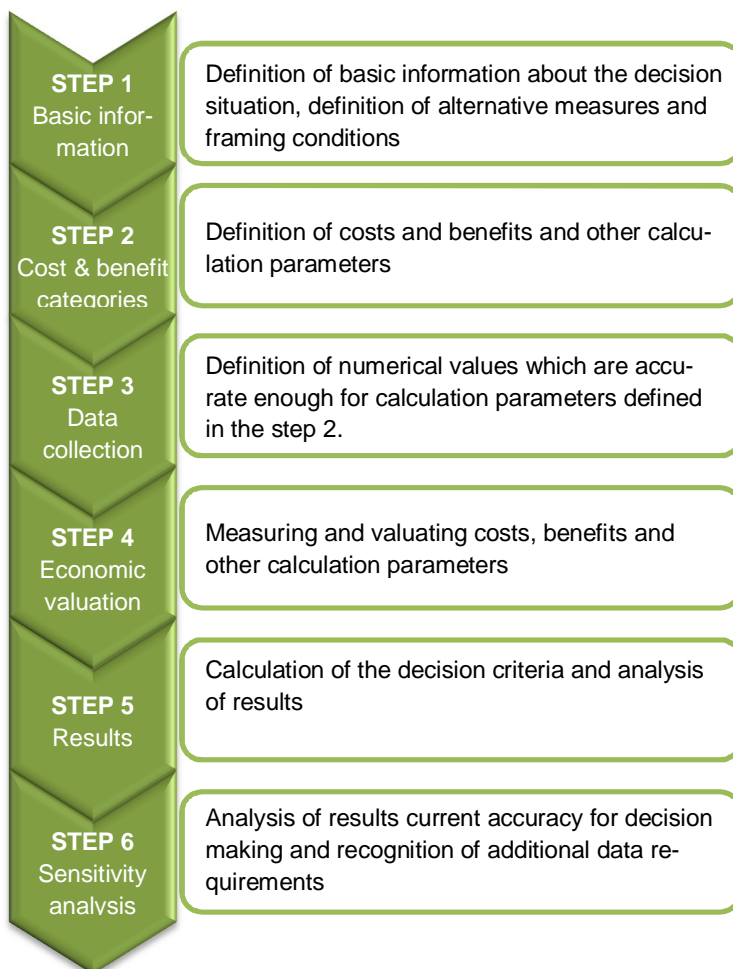 STEP 1
Basic infor-
mation
Definition of basic information about the decision
situation, definition of alternative measures and
framing conditions
STEP 2
Cost & benefit
categories
Definition of costs and benefits and other calcu-
lation parameters
STEP 3
Data
collection
Definition of numerical values which are accu-
rate enough for calculation parameters defined
in the step 2.
STEP 4
Economic
valuation
Measuring and valuating costs, benefits and
other calculation parameters
STEP 5
Results
Calculation of the decision criteria and analysis
of results
STEP 6
Sensitivity
analysis
Analysis of results current accuracy for decision
making and recognition of additional data re-
quirements